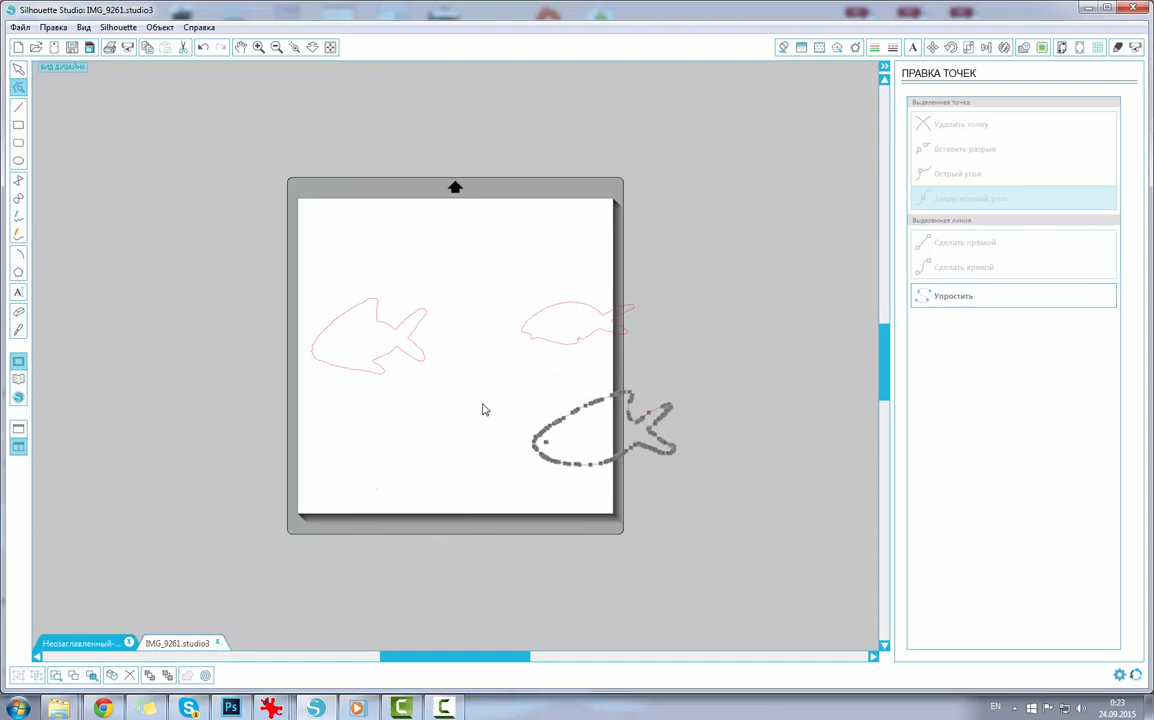 Silhouette Studio: IMG_9261.studio3
Файл Правка Вид Silhouette Объект Справка
ВИД ДИЗАЙНА
ПРАВКА ТОЧЕК
Выделенная точка
Удалить точку
Вставить разрыв
Острый угол
Закруглённый угол
Выделенная линия
Сделать прямой
Сделать кривой
Упростить
Неозаглавленный-... IMG_9261.studio3
EN 0:23
24.09.2015